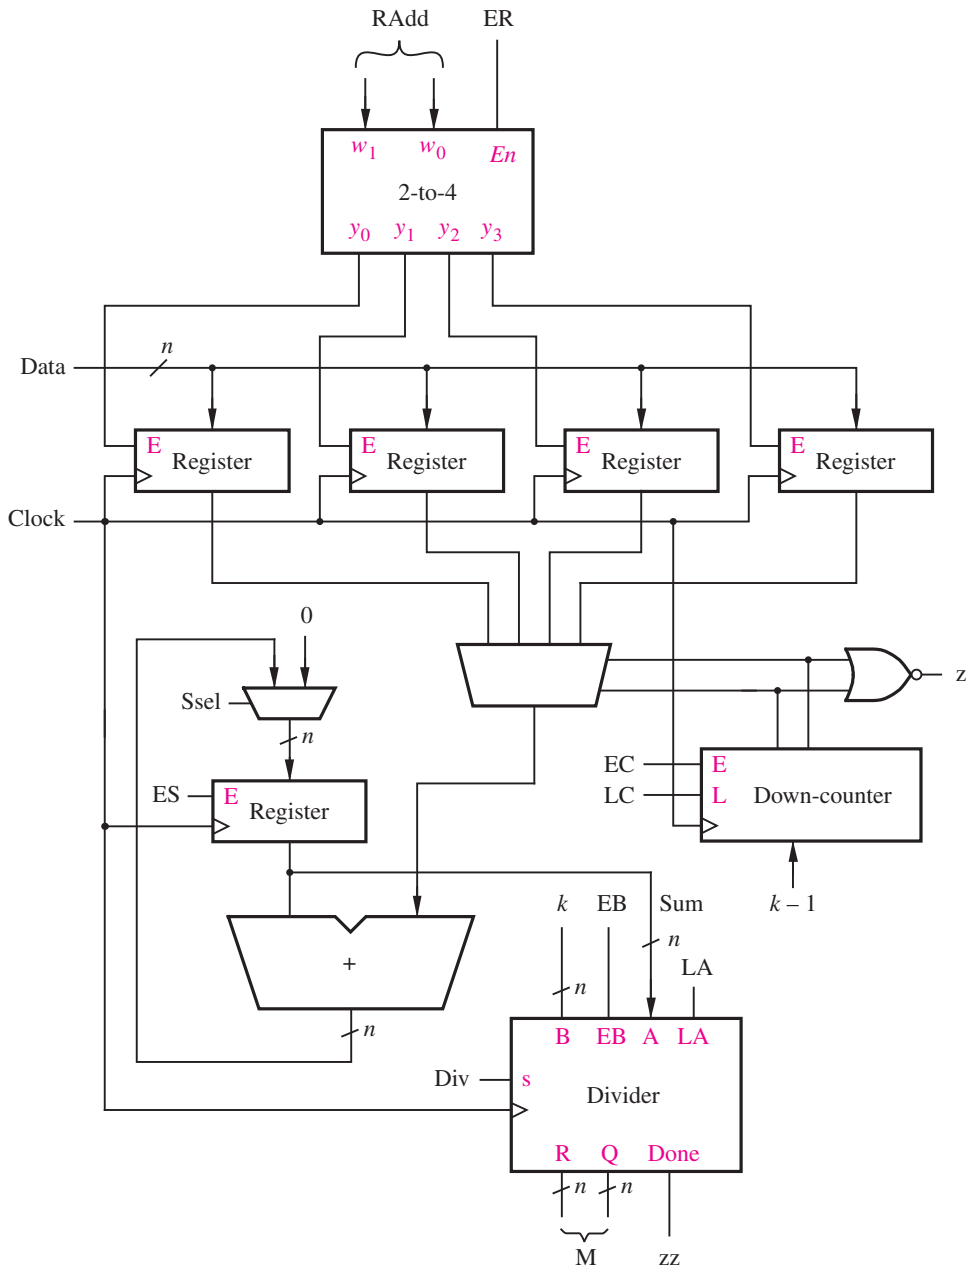 RAdd ER
w1 w0 En
2-to-4
y0 y1 y2 y3
n
Data
E E E E
Register Register Register Register
Clock
0
z
Ssel
n
EC E
LC L Down-counter
ES E
Register
k EB Sum k – 1
n
LA
n
+
n
B EB A LA
Div s
Divider
R Q Done
n n
M zz